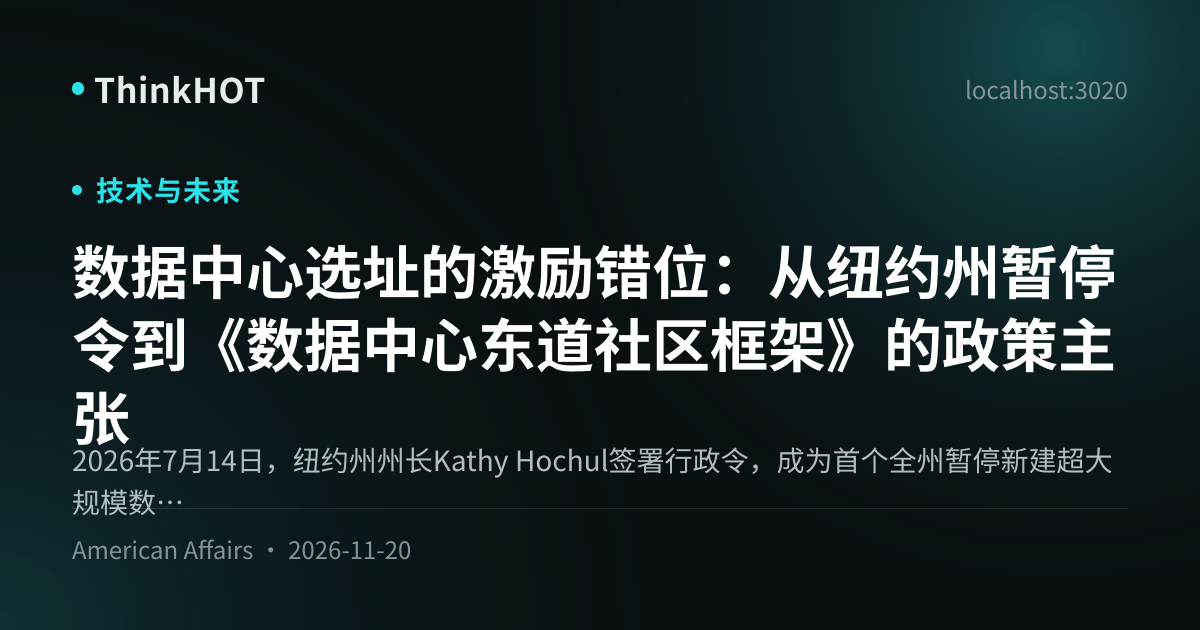 ThinkHOT
localhost:3020
技术与未来
数据中心选址的激励错位：从纽约州暂停
令到《数据中心东道社区框架》的政策主
张
2026年7月14日，纽约州州长Kathy Hochul签署行政令，成为首个全州暂停新建超大
规模数…
American Affairs · 2026-11-20